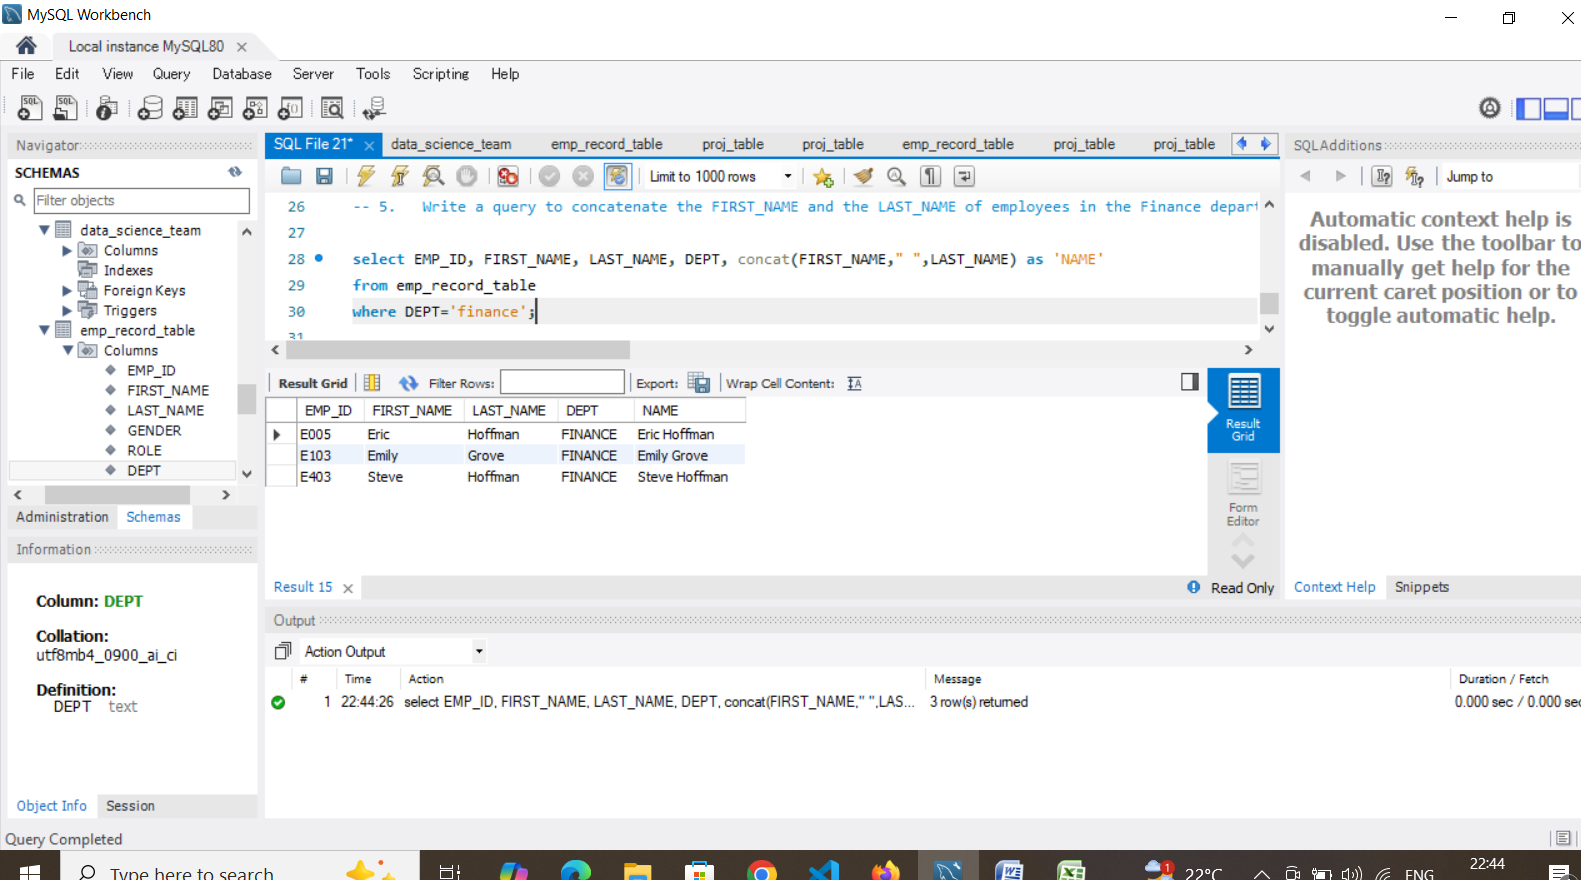 MySQL Workbench
Local instance MySQL80
File Edit View Query Database Server Tools Scripting Help
Navigator
SCHEMAS
Filter objects
data_science_team
Columns
Indexes
Foreign Keys
Triggers
emp_record_table
Columns
EMP_ID
FIRST_NAME
LAST_NAME
GENDER
ROLE
DEPT
Administration Schemas
Information
Column: DEPT
Collation:
utf8mb4_0900_ai_ci
Definition:
DEPT text
Object Info Session
Query Completed
SQL File 21* data_science_team emp_record_table proj_table proj_table emp_record_table proj_table proj_table
Limit to 1000 rows
26 -- 5. Write a query to concatenate the FIRST_NAME and the LAST_NAME of employees in the Finance depar
27
28 select EMP_ID, FIRST_NAME, LAST_NAME, DEPT, concat(FIRST_NAME," ",LAST_NAME) as 'NAME'
29 from emp_record_table
30 where DEPT='finance';
31
Result Grid Filter Rows: Export: Wrap Cell Content:
EMP_ID FIRST_NAME LAST_NAME DEPT NAME
E005 Eric Hoffman FINANCE Eric Hoffman
E103 Emily Grove FINANCE Emily Grove
E403 Steve Hoffman FINANCE Steve Hoffman
Result
Grid
Form
Editor
Result 15
Read Only
Output
Action Output
# Time Action Message Duration / Fetch
1 22:44:26 select EMP_ID, FIRST_NAME, LAST_NAME, DEPT, concat(FIRST_NAME," ",LAS... 3 row(s) returned 0.000 sec / 0.000 sec
SQLAdditions
Jump to
Automatic context help is
disabled. Use the toolbar to
manually get help for the
current caret position or to
toggle automatic help.
Context Help Snippets
Type here to search
1
22°C
ENG
22:44